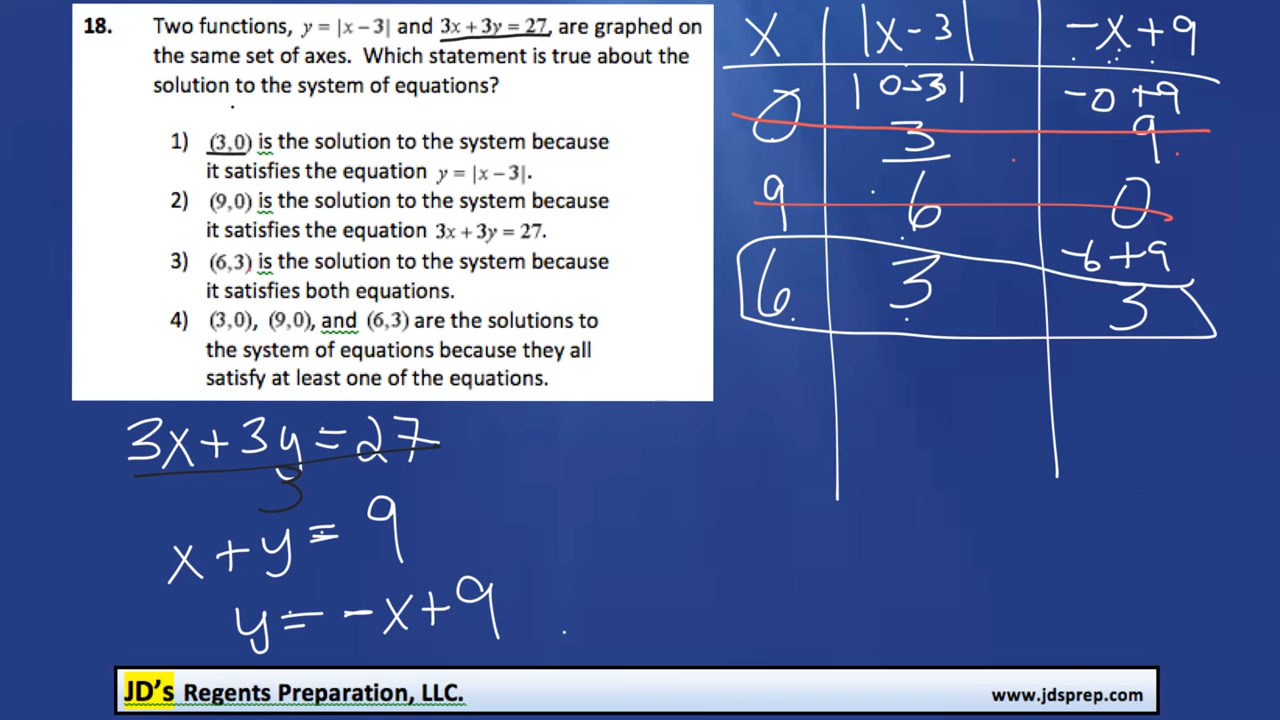 18. Two functions, y = |x – 3| and 3x + 3y = 27, are graphed on
the same set of axes. Which statement is true about the
solution to the system of equations?
1) (3,0) is the solution to the system because
it satisfies the equation y = |x – 3|.
2) (9,0) is the solution to the system because
it satisfies the equation 3x + 3y = 27.
3) (6,3) is the solution to the system because
it satisfies both equations.
4) (3,0), (9,0), and (6,3) are the solutions to
the system of equations because they all
satisfy at least one of the equations.
3x+3y=27
3
x+y=9
y=-x+9
x |x-3| -x+9
|0-3| -0+9
0 3 9
9 6 0
-6+9
6 3 3
JD's Regents Preparation, LLC.
www.jdsprep.com